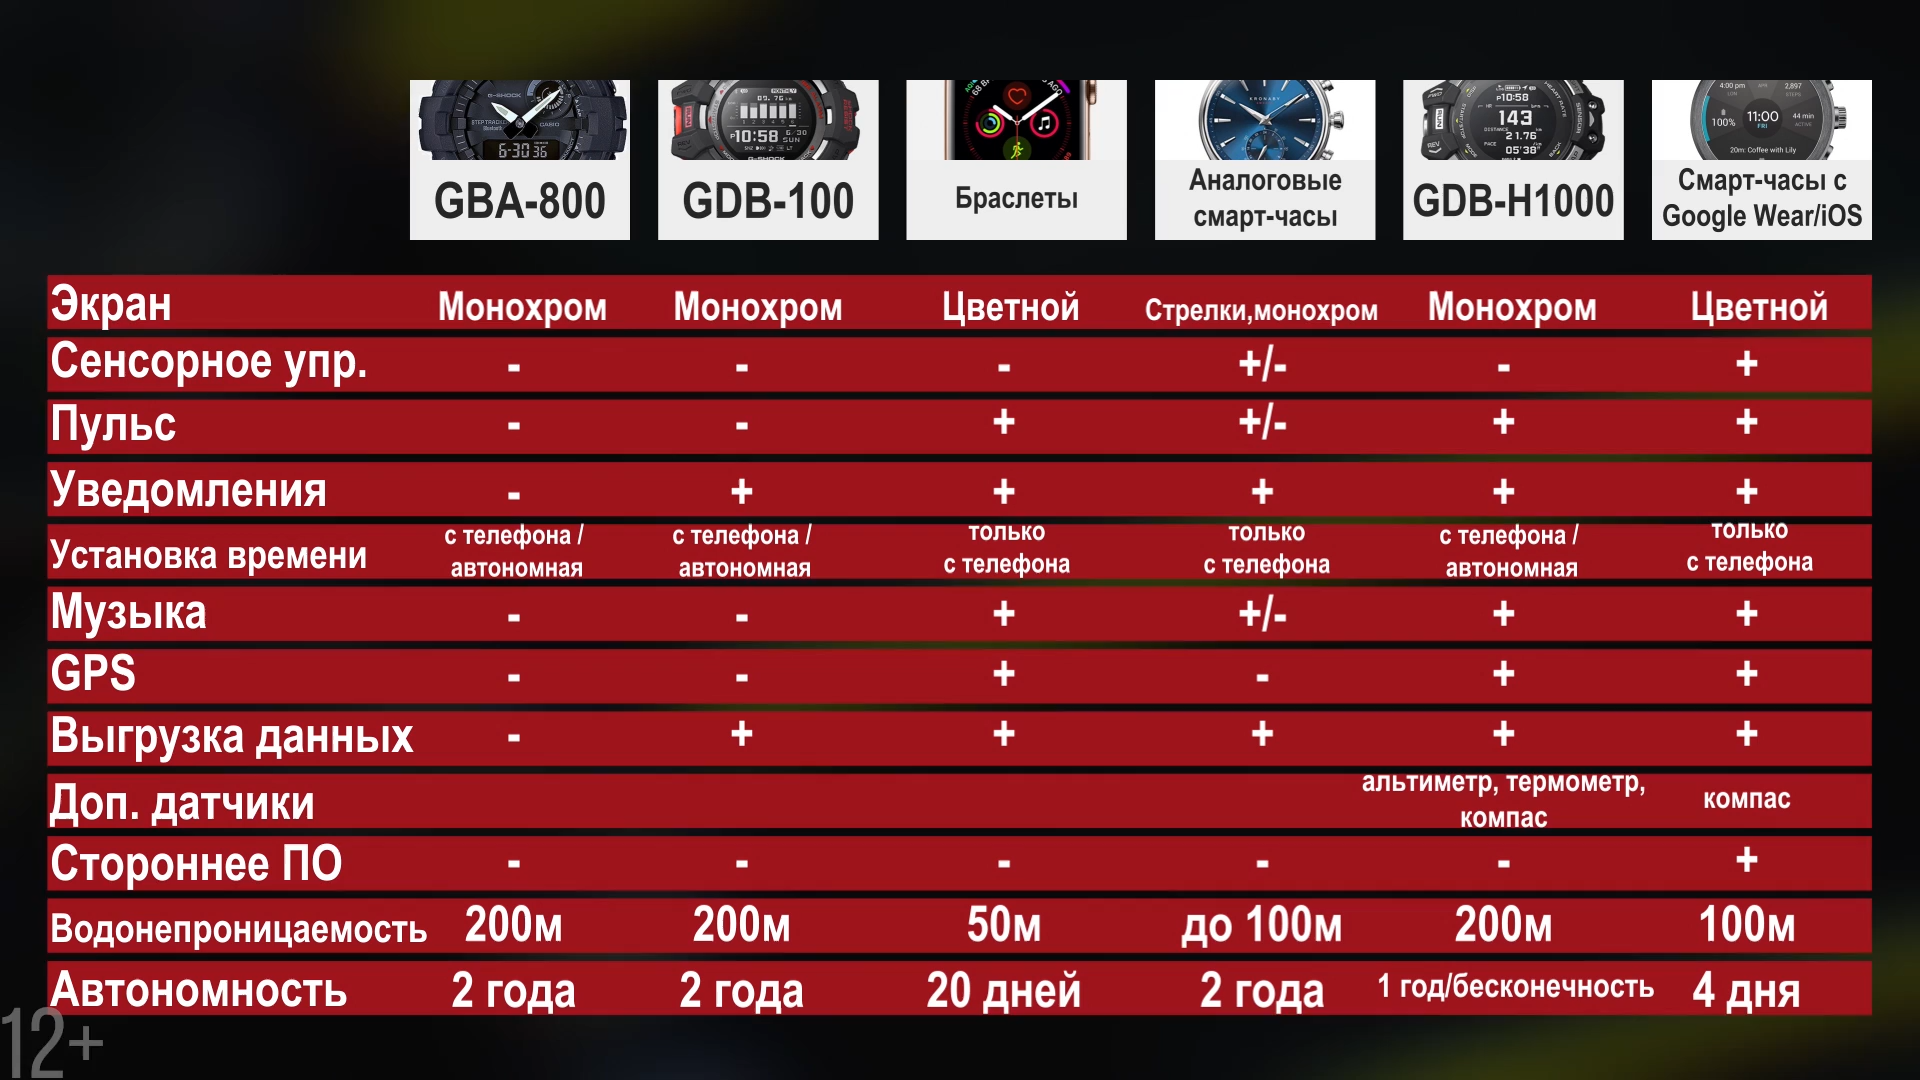 GBA-800
GDB-100
Браслеты
Аналоговые
смарт-часы
GDB-H1000
Смарт-часы с
Google Wear/iOS
Экран Монохром Монохром Цветной Стрелки,монохром Монохром Цветной
Сенсорное упр. - - - +/- - +
Пульс - - + +/- + +
Уведомления - + + + + +
Установка времени с телефона / автономная с телефона / автономная только с телефона только с телефона с телефона / автономная только с телефона
Музыка - - + +/- + +
GPS - - + - + +
Выгрузка данных - + + + + +
Доп. датчики альтиметр, термометр, компас компас
Стороннее ПО - - - - - +
Водонепроницаемость 200м 200м 50м до 100м 200м 100м
Автономность 2 года 2 года 20 дней 2 года 1 год/бесконечность 4 дня
12+